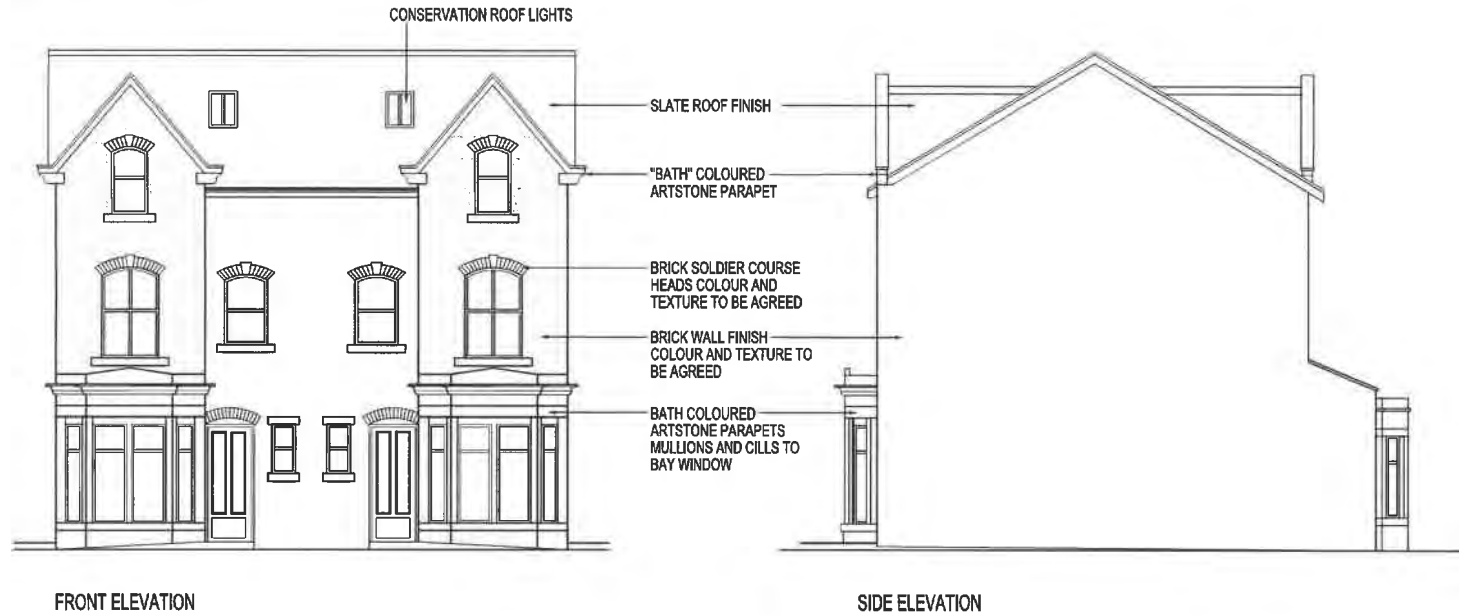 CONSERVATION ROOF LIGHTS
SLATE ROOF FINISH
"BATH" COLOURED
ARTSTONE PARAPET
BRICK SOLDIER COURSE
HEADS COLOUR AND
TEXTURE TO BE AGREED
BRICK WALL FINISH
COLOUR AND TEXTURE TO
BE AGREED
BATH COLOURED
ARTSTONE PARAPETS
MULLIONS AND CILLS TO
BAY WINDOW
FRONT ELEVATION
SIDE ELEVATION